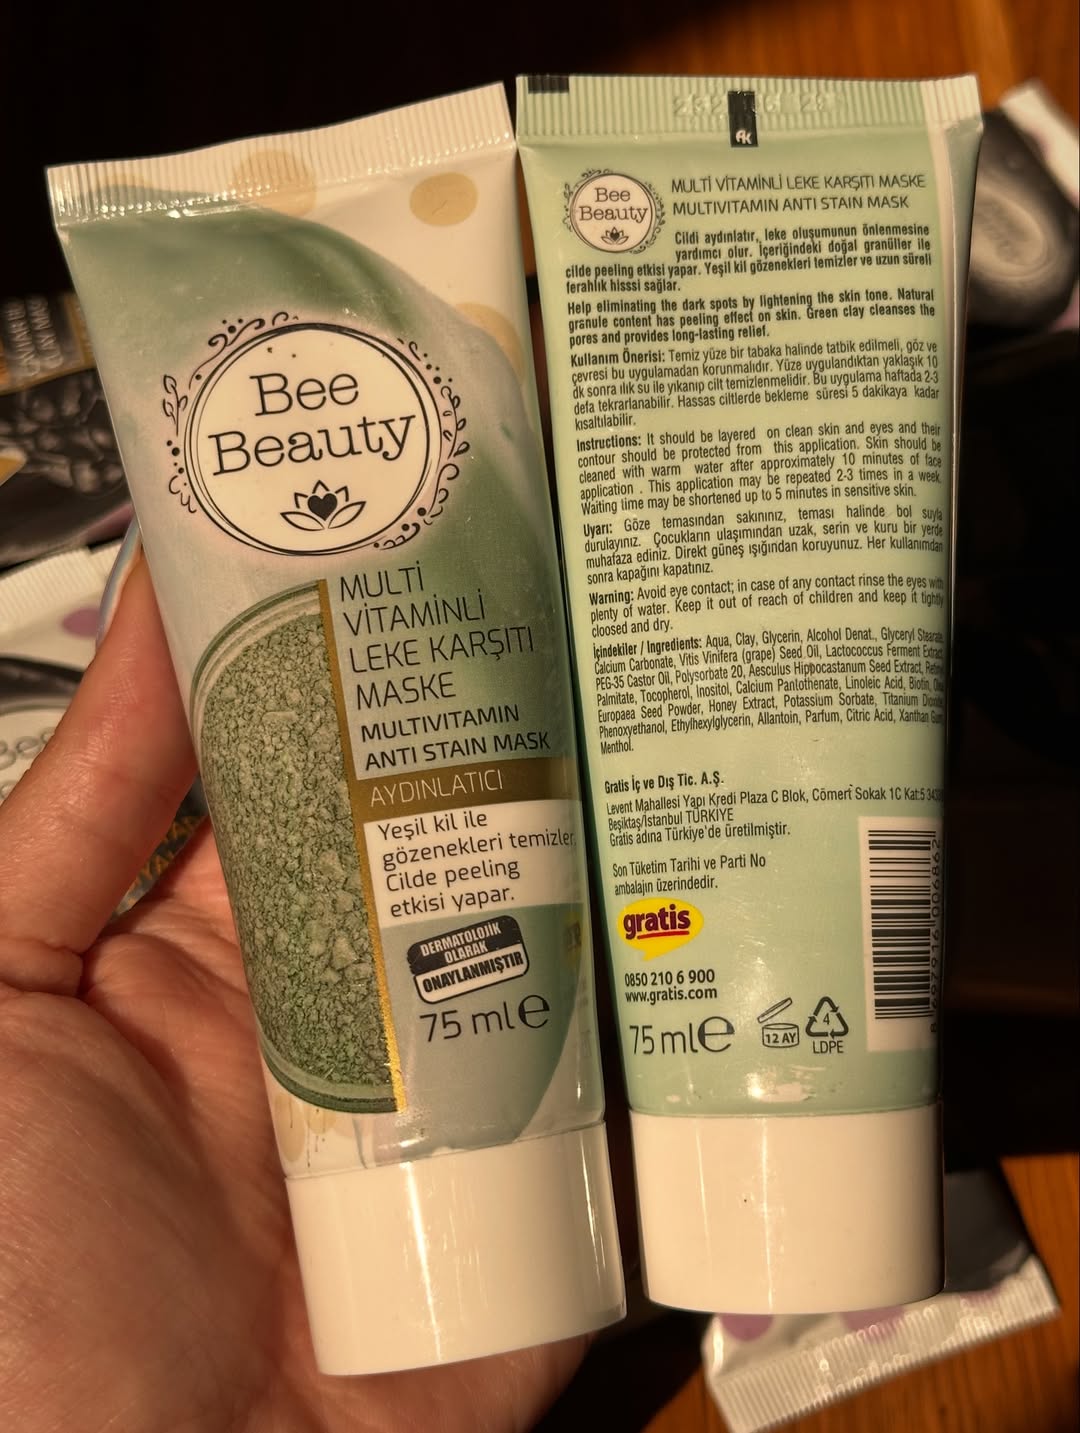 Bee
Beauty
MULTİ
VİTAMİNLİ
LEKE KARŞITI
MASKE
MULTIVITAMIN
ANTI STAIN MASK
AYDINLATICI
Yeşil kil ile
gözenekleri temizler.
Cilde peeling
etkisi yapar.
DERMATOLOJİK
OLARAK
ONAYLANMIŞTIR
75 ml e
AK
Bee
Beauty
MULTİ VİTAMİNLİ LEKE KARŞITI MASKE
MULTIVITAMIN ANTI STAIN MASK
Cildi aydınlatır, leke oluşumunun önlenmesine
yardımcı olur. İçeriğindeki doğal granüller ile
cilde peeling etkisi yapar. Yeşil kil gözenekleri temizler ve uzun süreli
ferahlık hisssi sağlar.
Help eliminating the dark spots by lightening the skin tone. Natural
granule content has peeling effect on skin. Green clay cleanses the
pores and provides long-lasting relief.
Kullanım Önerisi: Temiz yüze bir tabaka halinde tatbik edilmeli, göz ve
çevresi bu uygulamadan korunmalıdır. Yüze uygulandıktan yaklaşık 10
dk sonra ılık su ile yıkanıp cilt temizlenmelidir. Bu uygulama haftada 2-3
defa tekrarlanabilir. Hassas ciltlerde bekleme süresi 5 dakikaya kadar
kısaltılabilir.
Instructions: It should be layered on clean skin and eyes and their
contour should be protected from this application. Skin should be
cleaned with warm water after approximately 10 minutes of face
application . This application may be repeated 2-3 times in a week.
Waiting time may be shortened up to 5 minutes in sensitive skin.
Uyarı: Göze temasından sakınınız, teması halinde bol suyla
durulayınız. Çocukların ulaşımından uzak, serin ve kuru bir yerde
muhafaza ediniz. Direkt güneş ışığından koruyunuz. Her kullanımdan
sonra kapağını kapatınız.
Warning: Avoid eye contact; in case of any contact rinse the eyes with
plenty of water. Keep it out of reach of children and keep it tightly
cloosed and dry.
İçindekiler / Ingredients: Aqua, Clay, Glycerin, Alcohol Denat., Glyceryl Stearate,
Calcium Carbonate, Vitis Vinifera (grape) Seed Oil, Lactococcus Ferment Extract,
PEG-35 Castor Oil, Polysorbate 20, Aesculus Hippocastanum Seed Extract,
Palmitate, Tocopherol, Inositol, Calcium Pantothenate, Linoleic Acid, Biotin,
Europaea Seed Powder, Honey Extract, Potassium Sorbate, Titanium Dioxide,
Phenoxyethanol, Ethylhexylglycerin, Allantoin, Parfum, Citric Acid, Xanthan Gum,
Menthol.
Gratis İç ve Dış Tic. A.Ş.
Levent Mahallesi Yapı Kredi Plaza C Blok, Cömert Sokak 1C Kat:5
Beşiktaş/İstanbul TÜRKİYE
Gratis adına Türkiye'de üretilmiştir.
Son Tüketim Tarihi ve Parti No
ambalajın üzerindedir.
gratis
0850 210 6 900
www.gratis.com
75 ml e
12 AY
4
LDPE